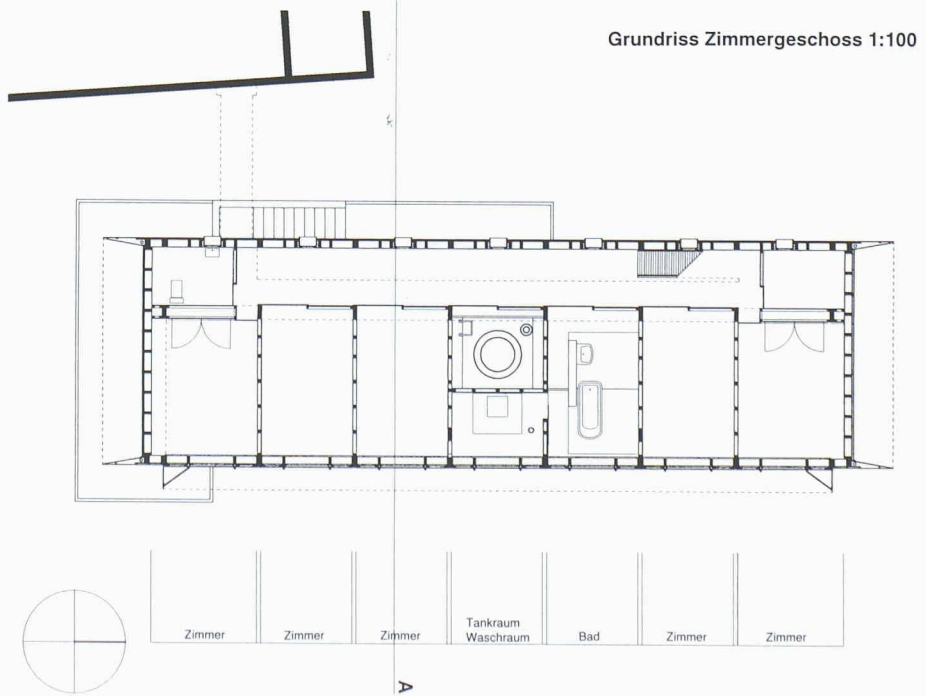 Grundriss Zimmergeschoss 1:100
Zimmer
Zimmer
Zimmer
Tankraum
Waschraum
Bad
Zimmer
Zimmer
A